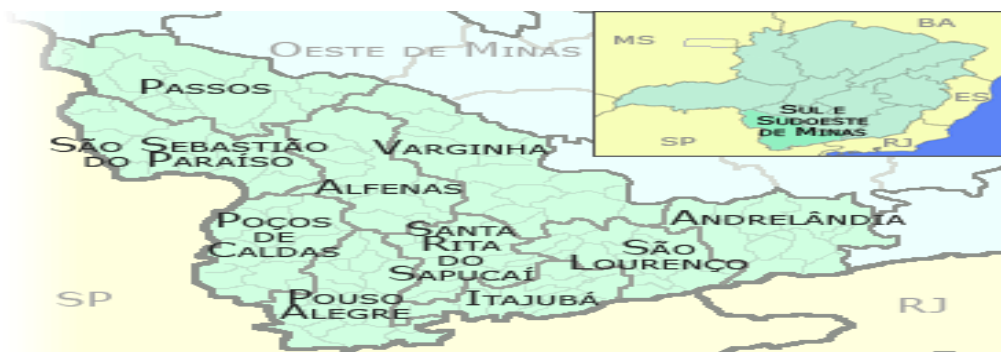 OESTE DE MINAS
PASSOS
SÃO SEBASTIÃO
DO PARAÍSO
VARGINHA
ALFENAS
POÇOS
DE
CALDAS
SANTA
RITA
DO
SAPUCAÍ
SÃO
LOURENÇO
ANDRELÂNDIA
POUSO
ALEGRE
ITAJUBÁ
SP
RJ
MS
BA
ES
SUL E
SUDOESTE
DE MINAS
SP
RJ